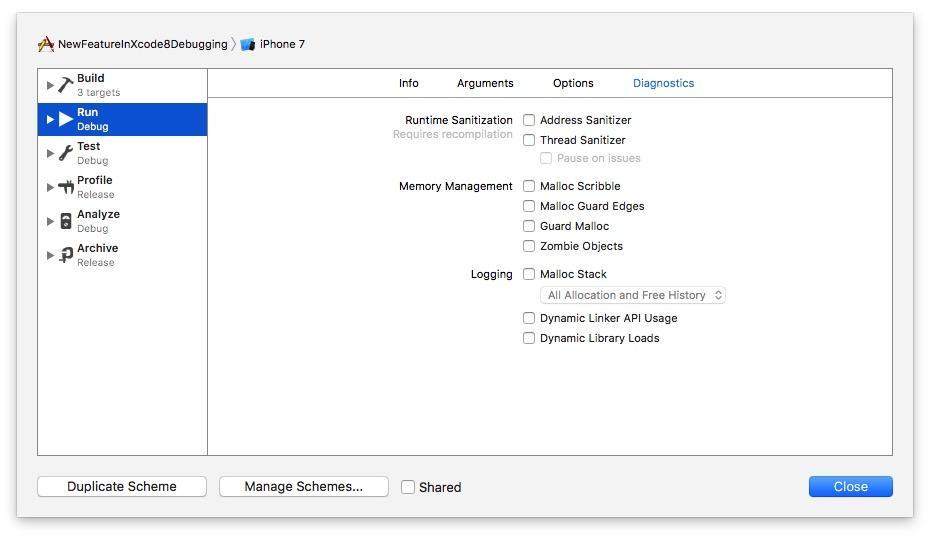 NewFeatureInXcode8Debugging 〉 iPhone 7
Build
3 targets
Run
Debug
Test
Debug
Profile
Release
Analyze
Debug
Archive
Release
Info Arguments Options Diagnostics
Runtime Sanitization Address Sanitizer
Requires recompilation
Thread Sanitizer
Pause on issues
Memory Management Malloc Scribble
Malloc Guard Edges
Guard Malloc
Zombie Objects
Logging Malloc Stack
All Allocation and Free History
Dynamic Linker API Usage
Dynamic Library Loads
Duplicate Scheme Manage Schemes... Shared Close